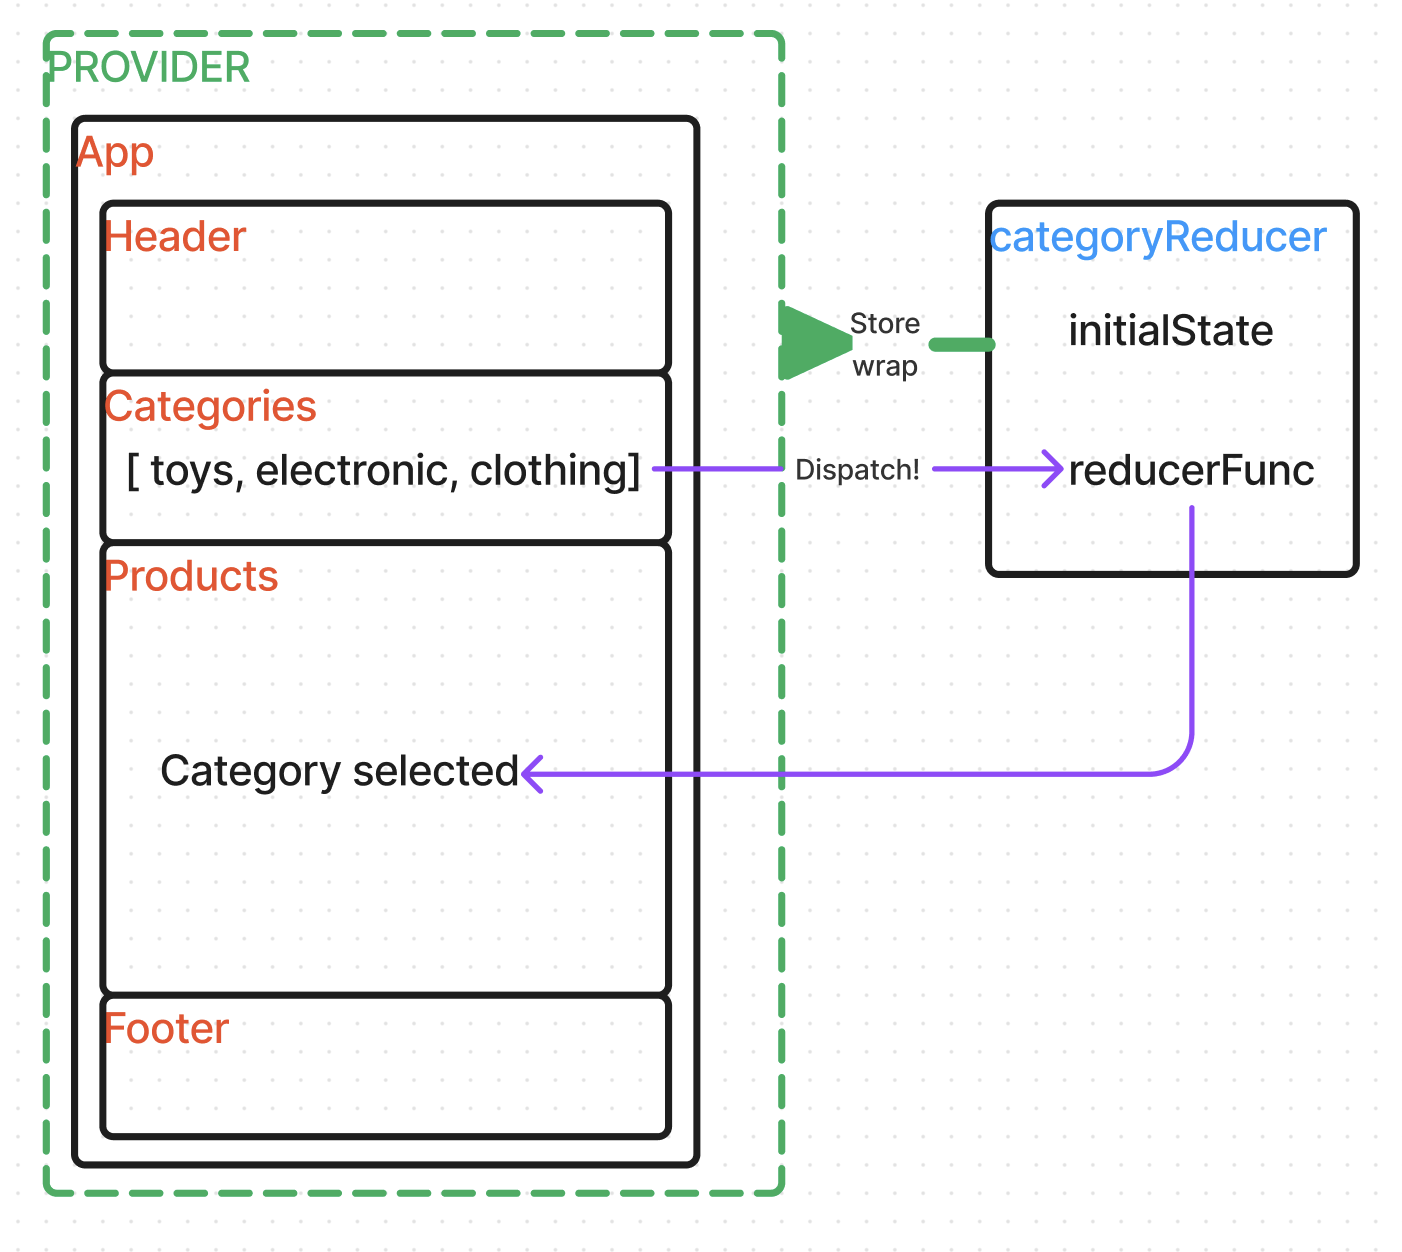 PROVIDER
App
Header
Categories
[ toys, electronic, clothing]
Products
Category selected
Footer
Store
wrap
Dispatch!
categoryReducer
initialState
reducerFunc